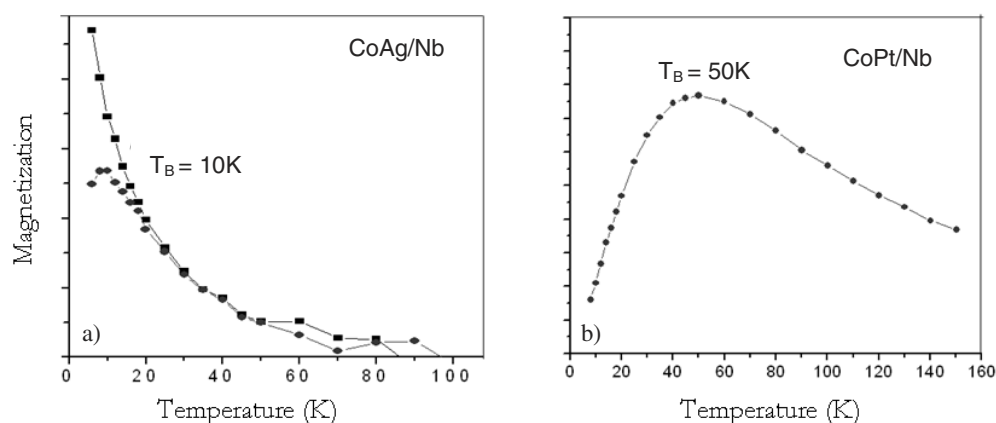 CoAg/Nb
T_B = 10K
Magnetization
a)
0 20 40 60 80 100
Temperature (K)
CoPt/Nb
T_B = 50K
b)
0 20 40 60 80 100 120 140 160
Temperature (K)